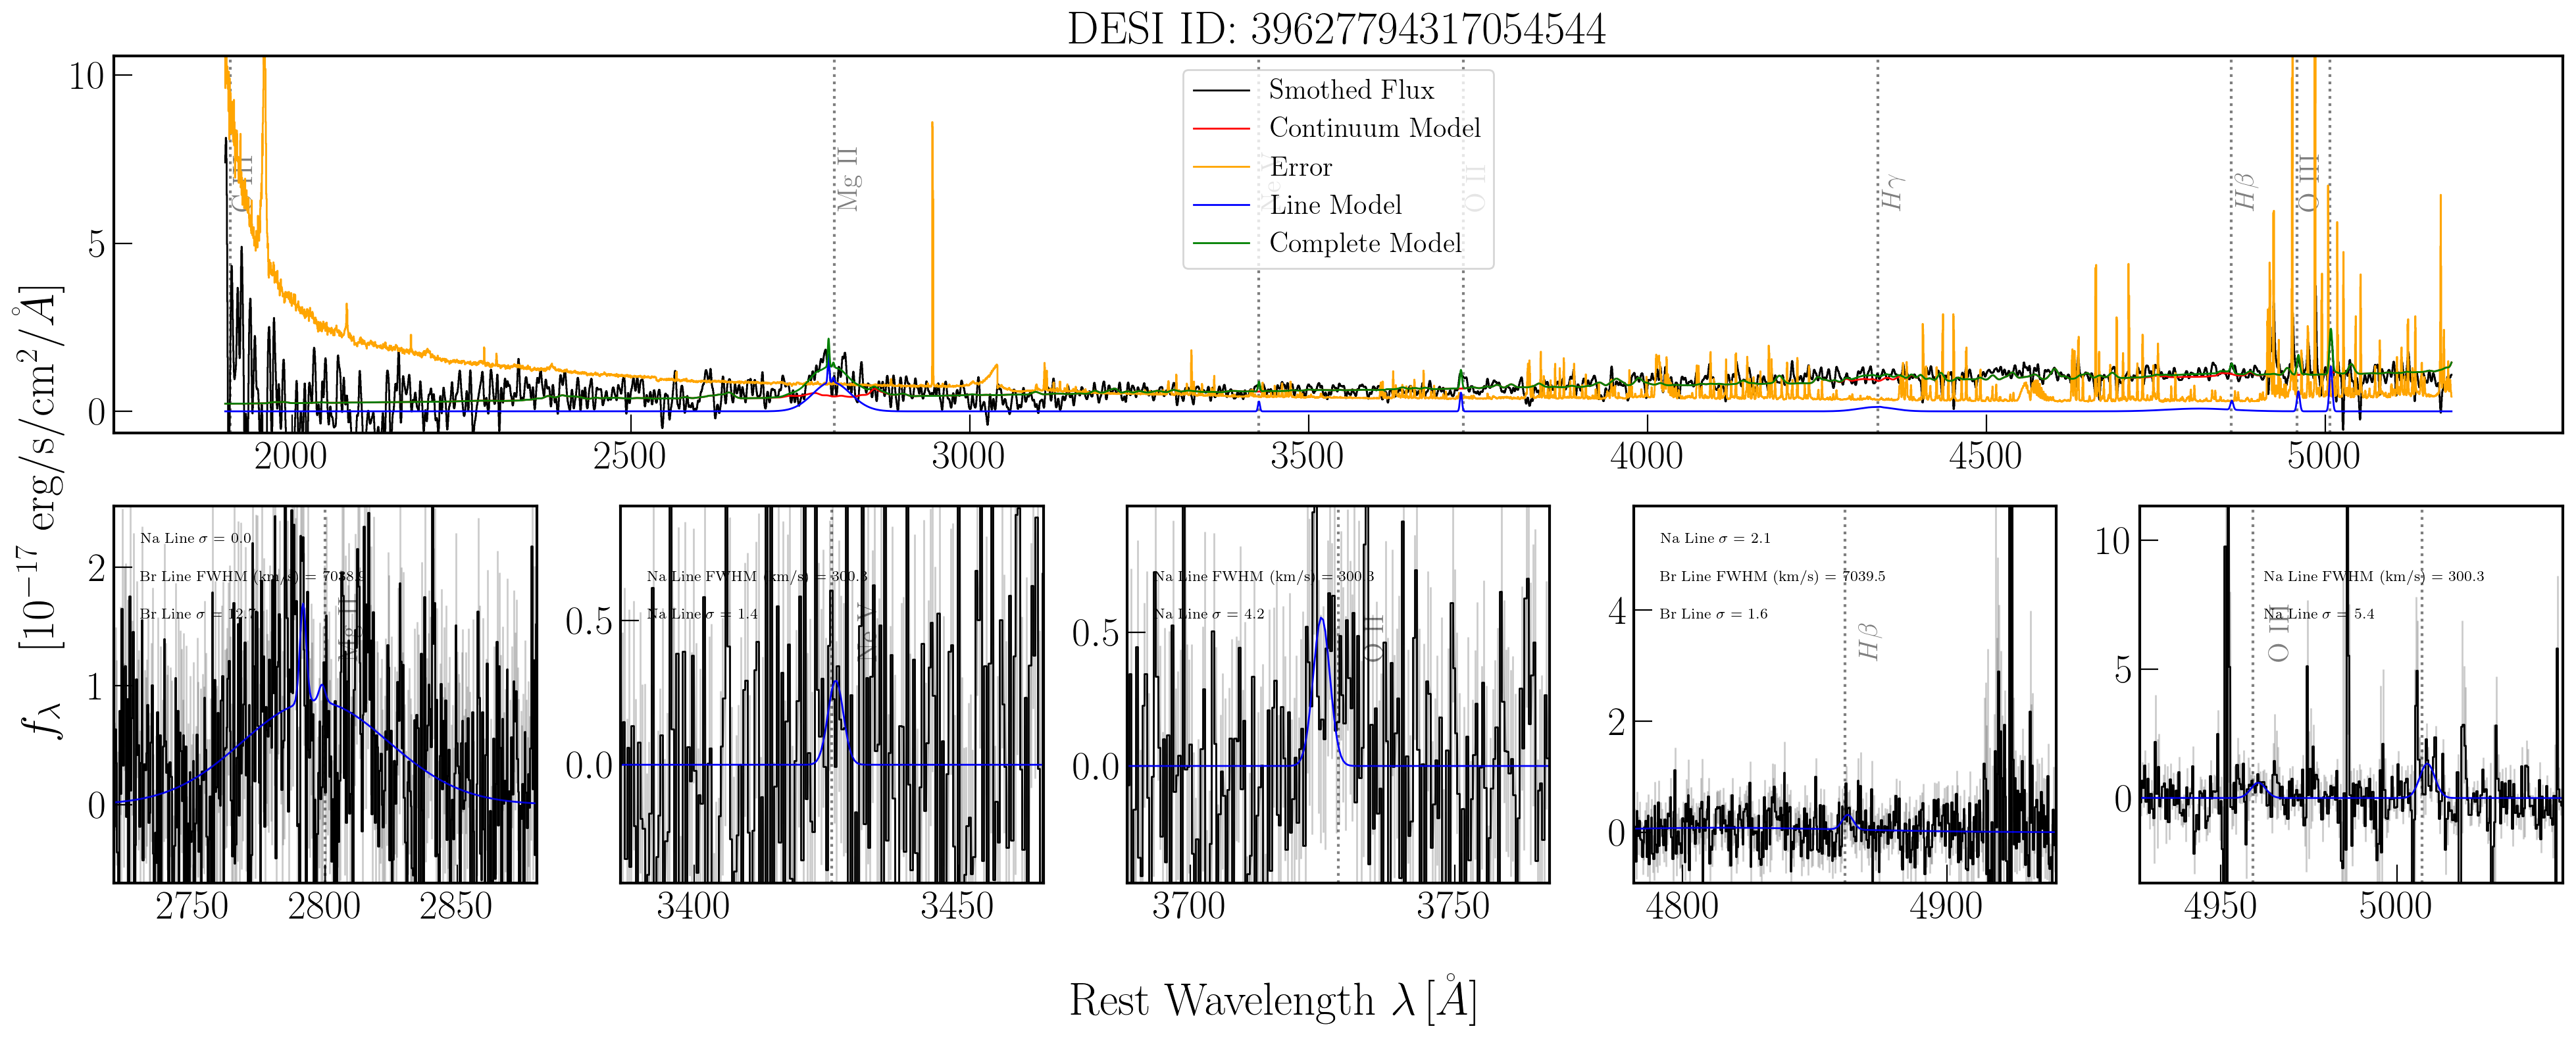 DESI ID: 39627794317054544
10
5
0
C III
Mg II
O II
Hγ
Hβ
O III
Smothed Flux
Continuum Model
Error
Line Model
Complete Model
2000
2500
3000
3500
4000
4500
5000
f_λ [10⁻¹⁷ erg/s/cm²/Å]
2
1
0
Na Line σ = 0.0
Br Line FWHM (km/s) = 7038.9
Br Line σ = 12.7
Mg II
2750
2800
2850
0.5
0.0
Na Line FWHM (km/s) = 300.3
Na Line σ = 1.4
Ne V
3400
3450
0.5
0.0
Na Line FWHM (km/s) = 300.3
Na Line σ = 4.2
O II
3700
3750
4
2
0
Na Line σ = 2.1
Br Line FWHM (km/s) = 7039.5
Br Line σ = 1.6
Hβ
4800
4900
10
5
0
Na Line FWHM (km/s) = 300.3
Na Line σ = 5.4
O III
4950
5000
Rest Wavelength λ [Å]